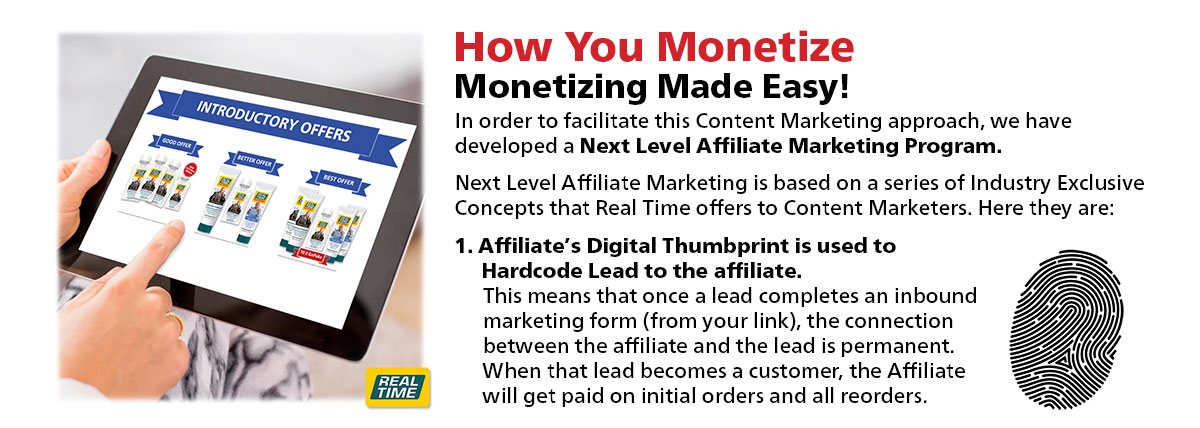 INTRODUCTORY OFFERS
GOOD OFFER
BETTER OFFER
BEST OFFER
REAL
TIME
How You Monetize
Monetizing Made Easy!
In order to facilitate this Content Marketing approach, we have
developed a Next Level Affiliate Marketing Program.
Next Level Affiliate Marketing is based on a series of Industry Exclusive
Concepts that Real Time offers to Content Marketers. Here they are:
1. Affiliate’s Digital Thumbprint is used to
Hardcode Lead to the affiliate.
This means that once a lead completes an inbound
marketing form (from your link), the connection
between the affiliate and the lead is permanent.
When that lead becomes a customer, the Affiliate
will get paid on initial orders and all reorders.